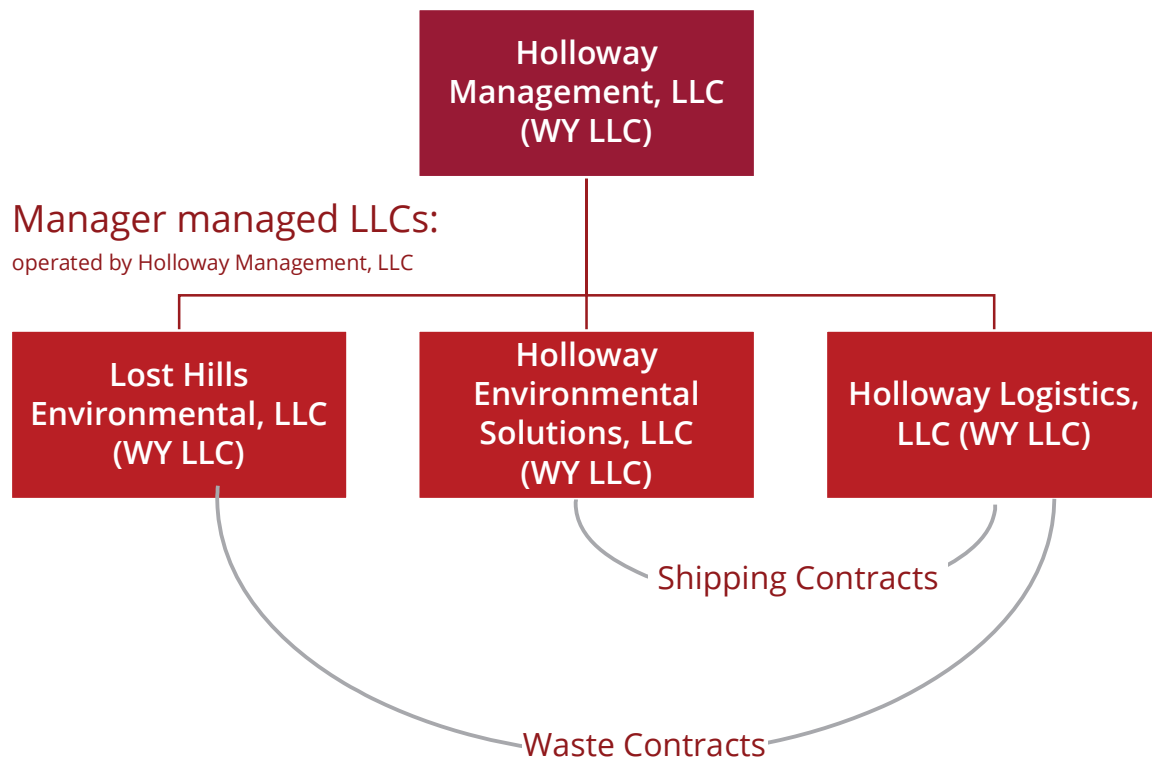 Holloway
Management, LLC
(WY LLC)
Manager managed LLCs:
operated by Holloway Management, LLC
Lost Hills
Environmental, LLC
(WY LLC)
Holloway
Environmental
Solutions, LLC
(WY LLC)
Holloway Logistics,
LLC (WY LLC)
Shipping Contracts
Waste Contracts